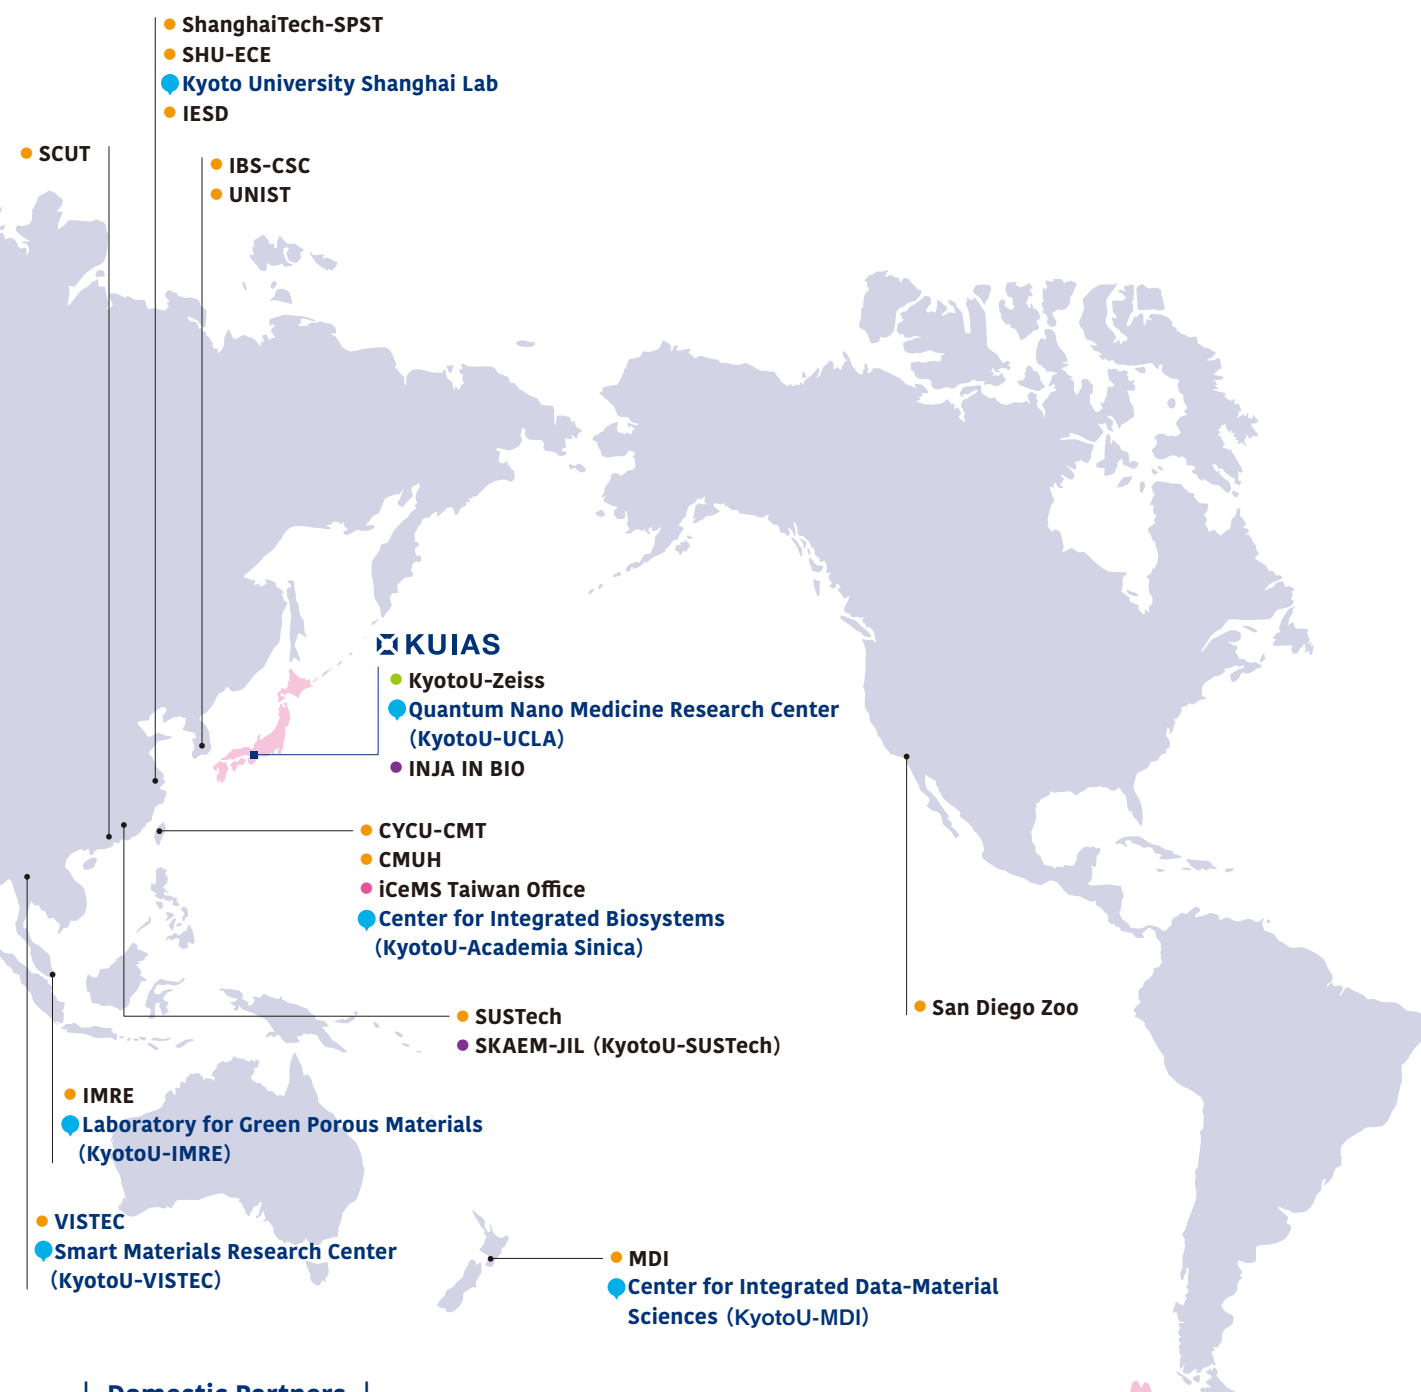 ShanghaiTech-SPST
SHU-ECE
Kyoto University Shanghai Lab
IESD
SCUT
IBS-CSC
UNIST
KUIAS
KyotoU-Zeiss
Quantum Nano Medicine Research Center
(KyotoU-UCLA)
INJA IN BIO
CYCU-CMT
CMUH
iCeMS Taiwan Office
Center for Integrated Biosystems
(KyotoU-Academia Sinica)
San Diego Zoo
SUSTech
SKAEM-JIL (KyotoU-SUSTech)
IMRE
Laboratory for Green Porous Materials
(KyotoU-IMRE)
VISTEC
Smart Materials Research Center
(KyotoU-VISTEC)
MDI
Center for Integrated Data-Material
Sciences (KyotoU-MDI)
Domestic Partners